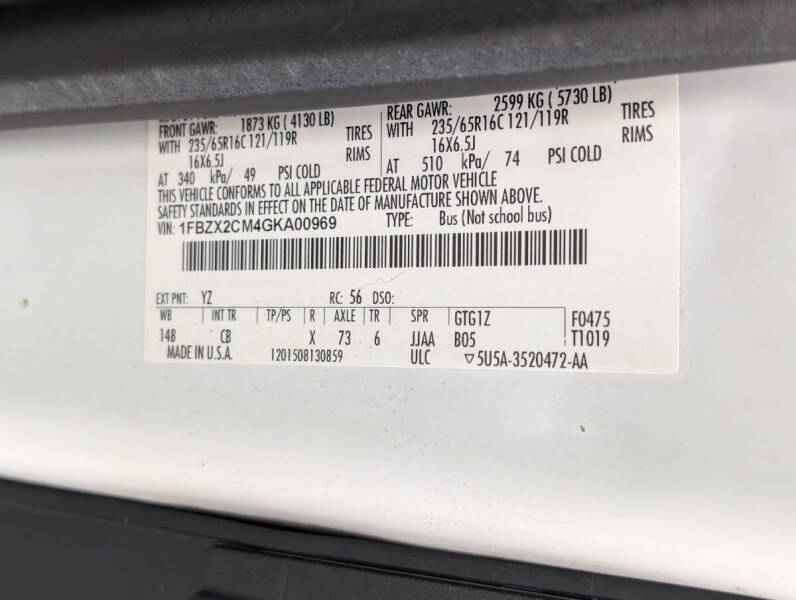 FRONT GAWR: 1873 KG ( 4130 LB)
WITH 235/65R16C 121/119R TIRES
16X6.5J RIMS
AT 340 kPa/ 49 PSI COLD
REAR GAWR: 2599 KG ( 5730 LB)
WITH 235/65R16C 121/119R TIRES
16X6.5J RIMS
AT 510 kPa/ 74 PSI COLD
THIS VEHICLE CONFORMS TO ALL APPLICABLE FEDERAL MOTOR VEHICLE
SAFETY STANDARDS IN EFFECT ON THE DATE OF MANUFACTURE SHOWN ABOVE.
VIN: 1FBZX2CM4GKA00969 TYPE: Bus (Not school bus)
EXT PNT: YZ RC: 56 DSO:
WB INT TR TP/PS R AXLE TR SPR GTG1Z F0475
148 CB X 73 6 JJAA B05 T1019
MADE IN U.S.A. 1201508130859 ULC ▽5U5A-3520472-AA